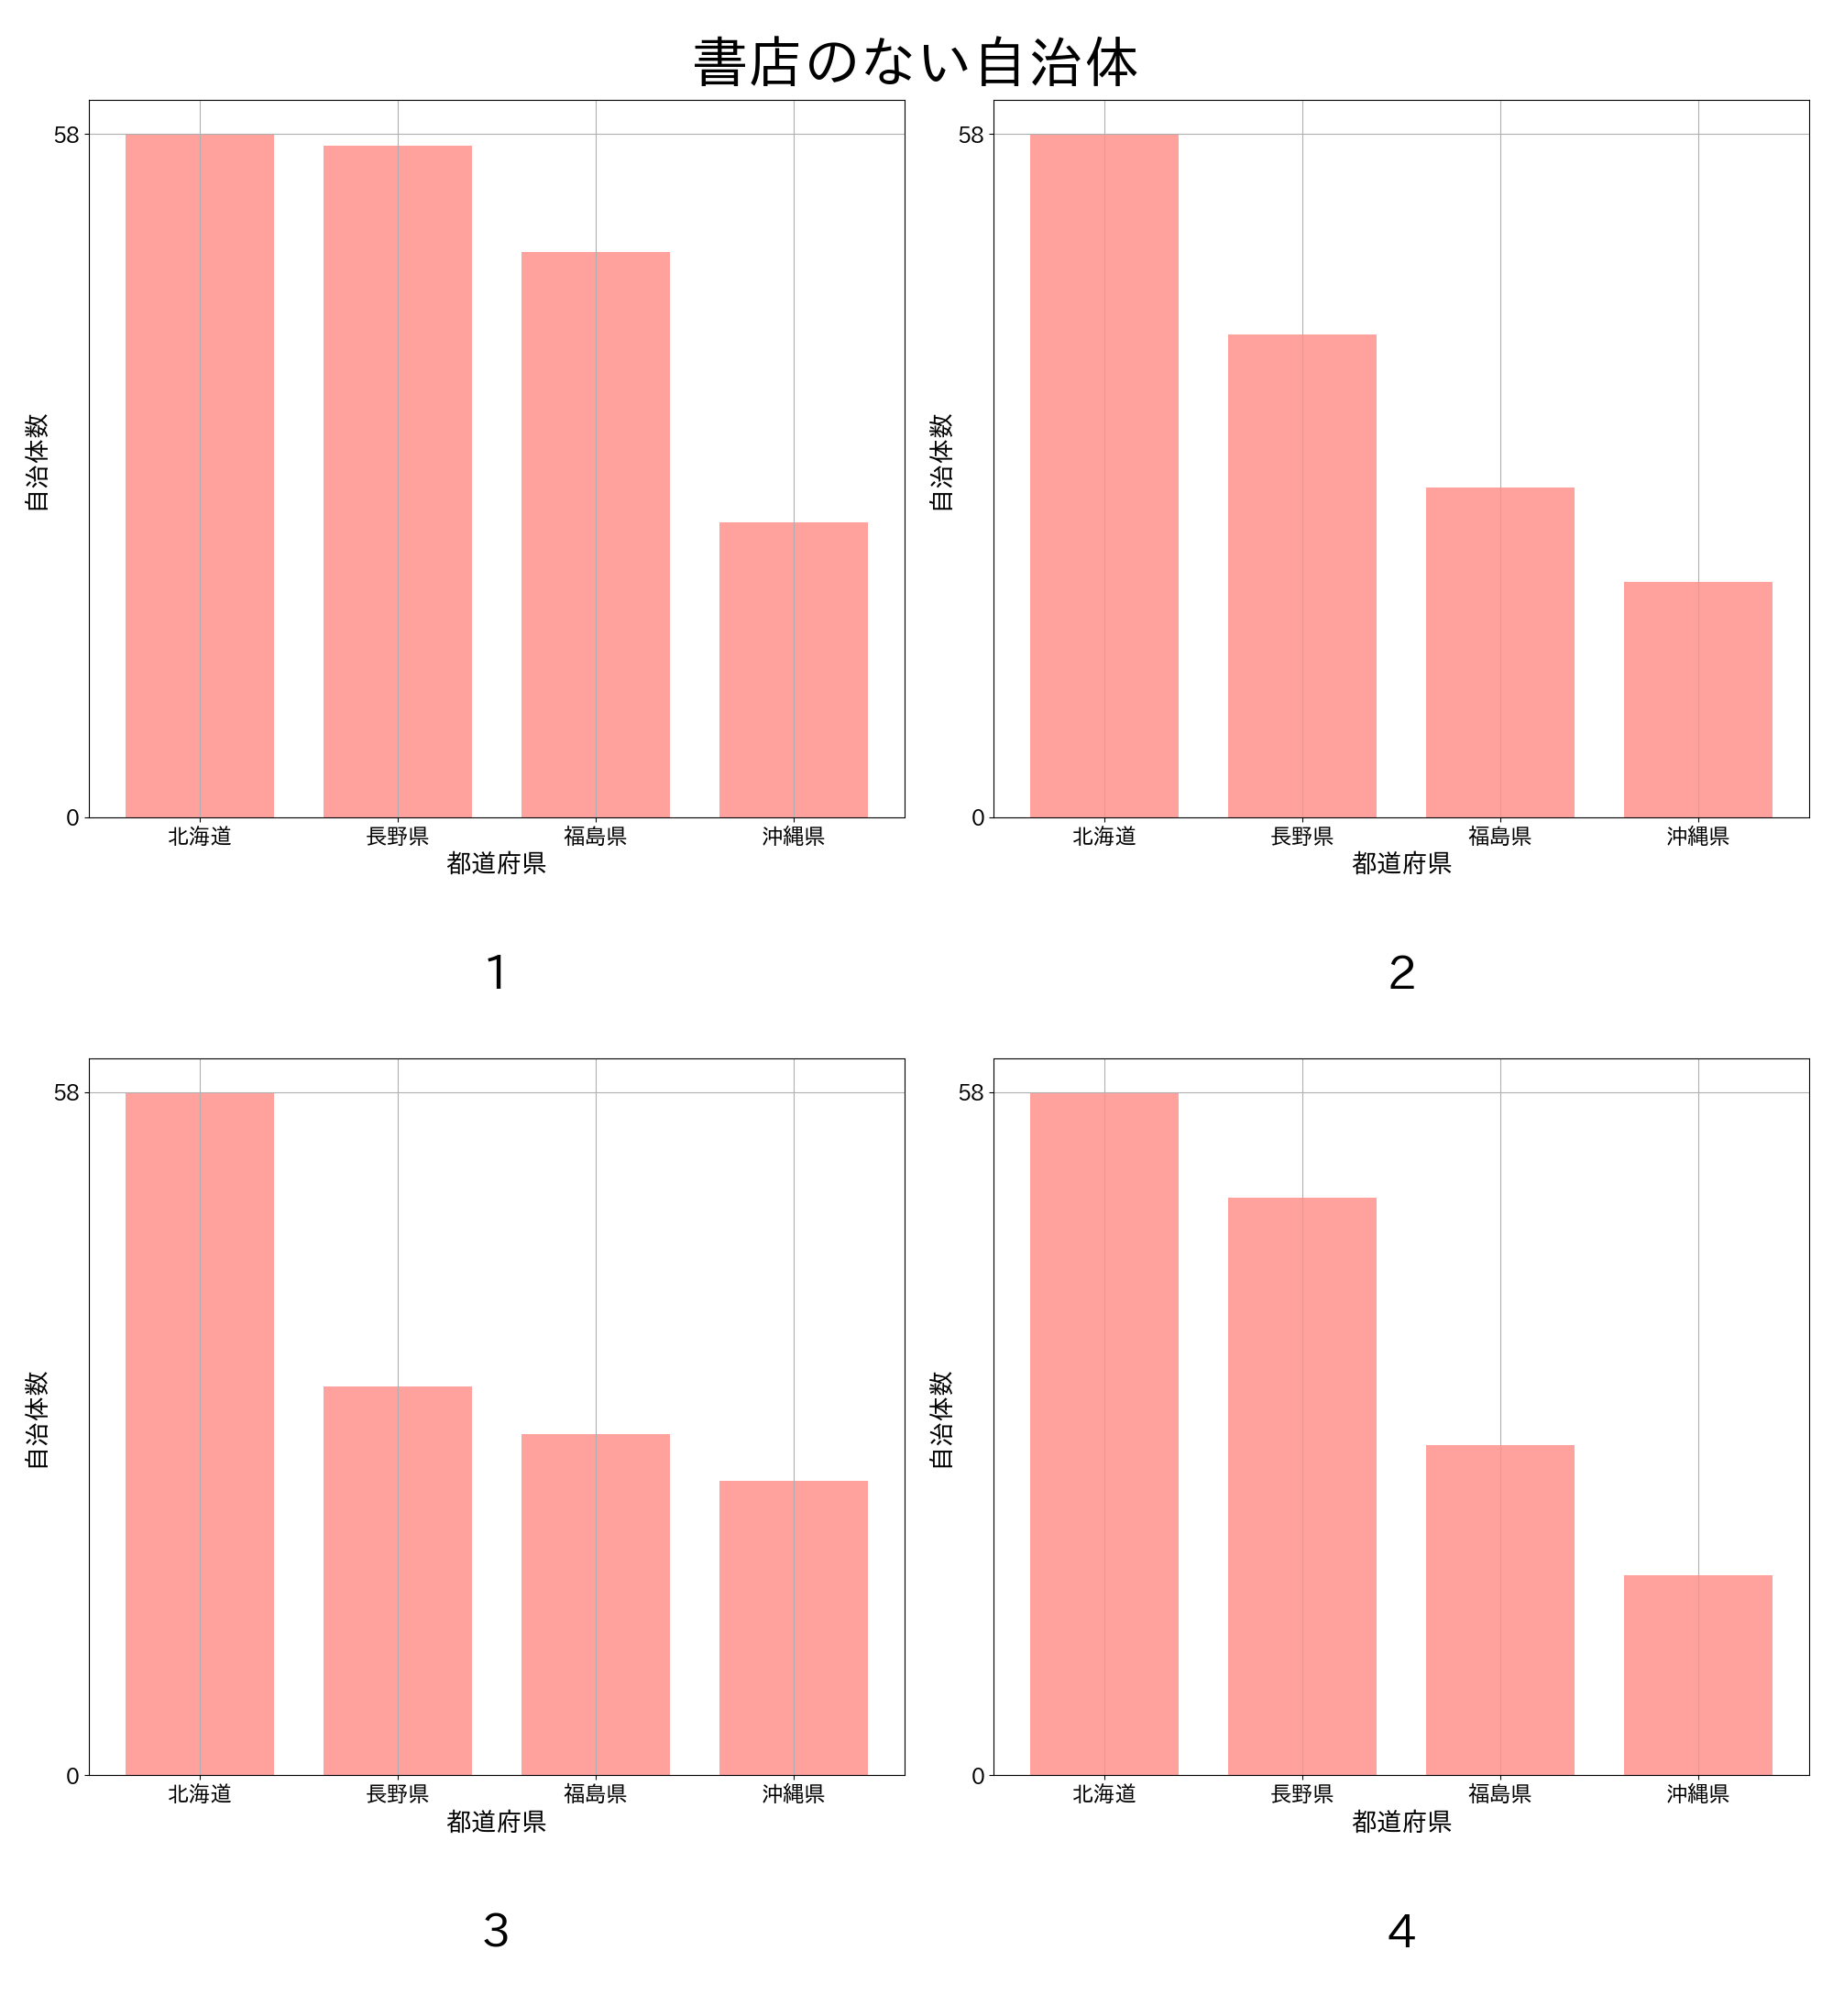 書店のない自治体
58
0
自治体数
北海道 長野県 福島県 沖縄県
都道府県
1
58
0
自治体数
北海道 長野県 福島県 沖縄県
都道府県
2
58
0
自治体数
北海道 長野県 福島県 沖縄県
都道府県
3
58
0
自治体数
北海道 長野県 福島県 沖縄県
都道府県
4